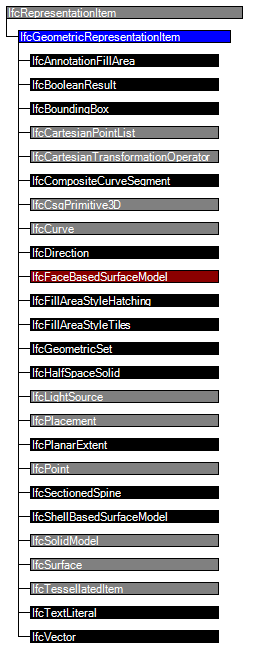 IfcRepresentationItem
IfcGeometricRepresentationItem
IfcAnnotationFillArea
IfcBooleanResult
IfcBoundingBox
IfcCartesianPointList
IfcCartesianTransformationOperator
IfcCompositeCurveSegment
IfcCsgPrimitive3D
IfcCurve
IfcDirection
IfcFaceBasedSurfaceModel
IfcFillAreaStyleHatching
IfcFillAreaStyleTiles
IfcGeometricSet
IfcHalfSpaceSolid
IfcLightSource
IfcPlacement
IfcPlanarExtent
IfcPoint
IfcSectionedSpine
IfcShellBasedSurfaceModel
IfcSolidModel
IfcSurface
IfcTessellatedItem
IfcTextLiteral
IfcVector